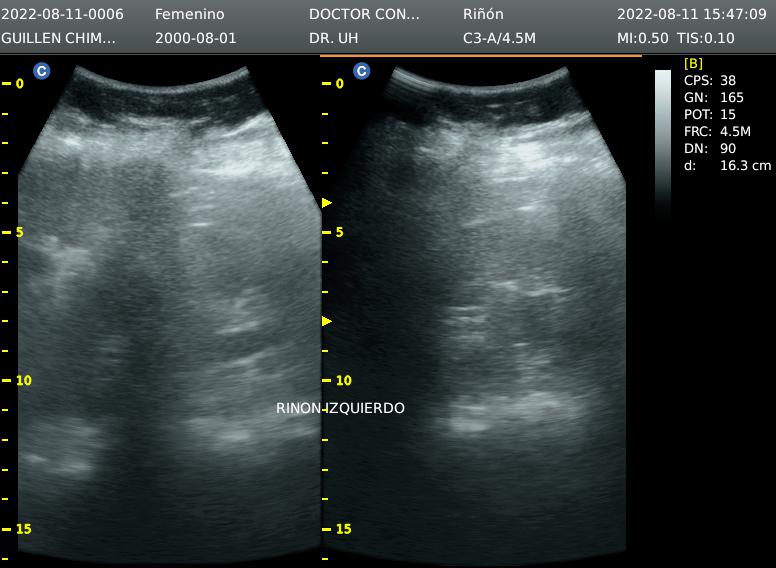 2022-08-11-0006 Femenino DOCTOR CON... Riñón 2022-08-11 15:47:09
GUILLEN CHIM... 2000-08-01 DR. UH C3-A/4.5M MI:0.50 TIS:0.10
C C [B]
0 0 CPS: 38
GN: 165
POT: 15
FRC: 4.5M
DN: 90
d: 16.3 cm
5 5
10 10
RINON IZQUIERDO
15 15